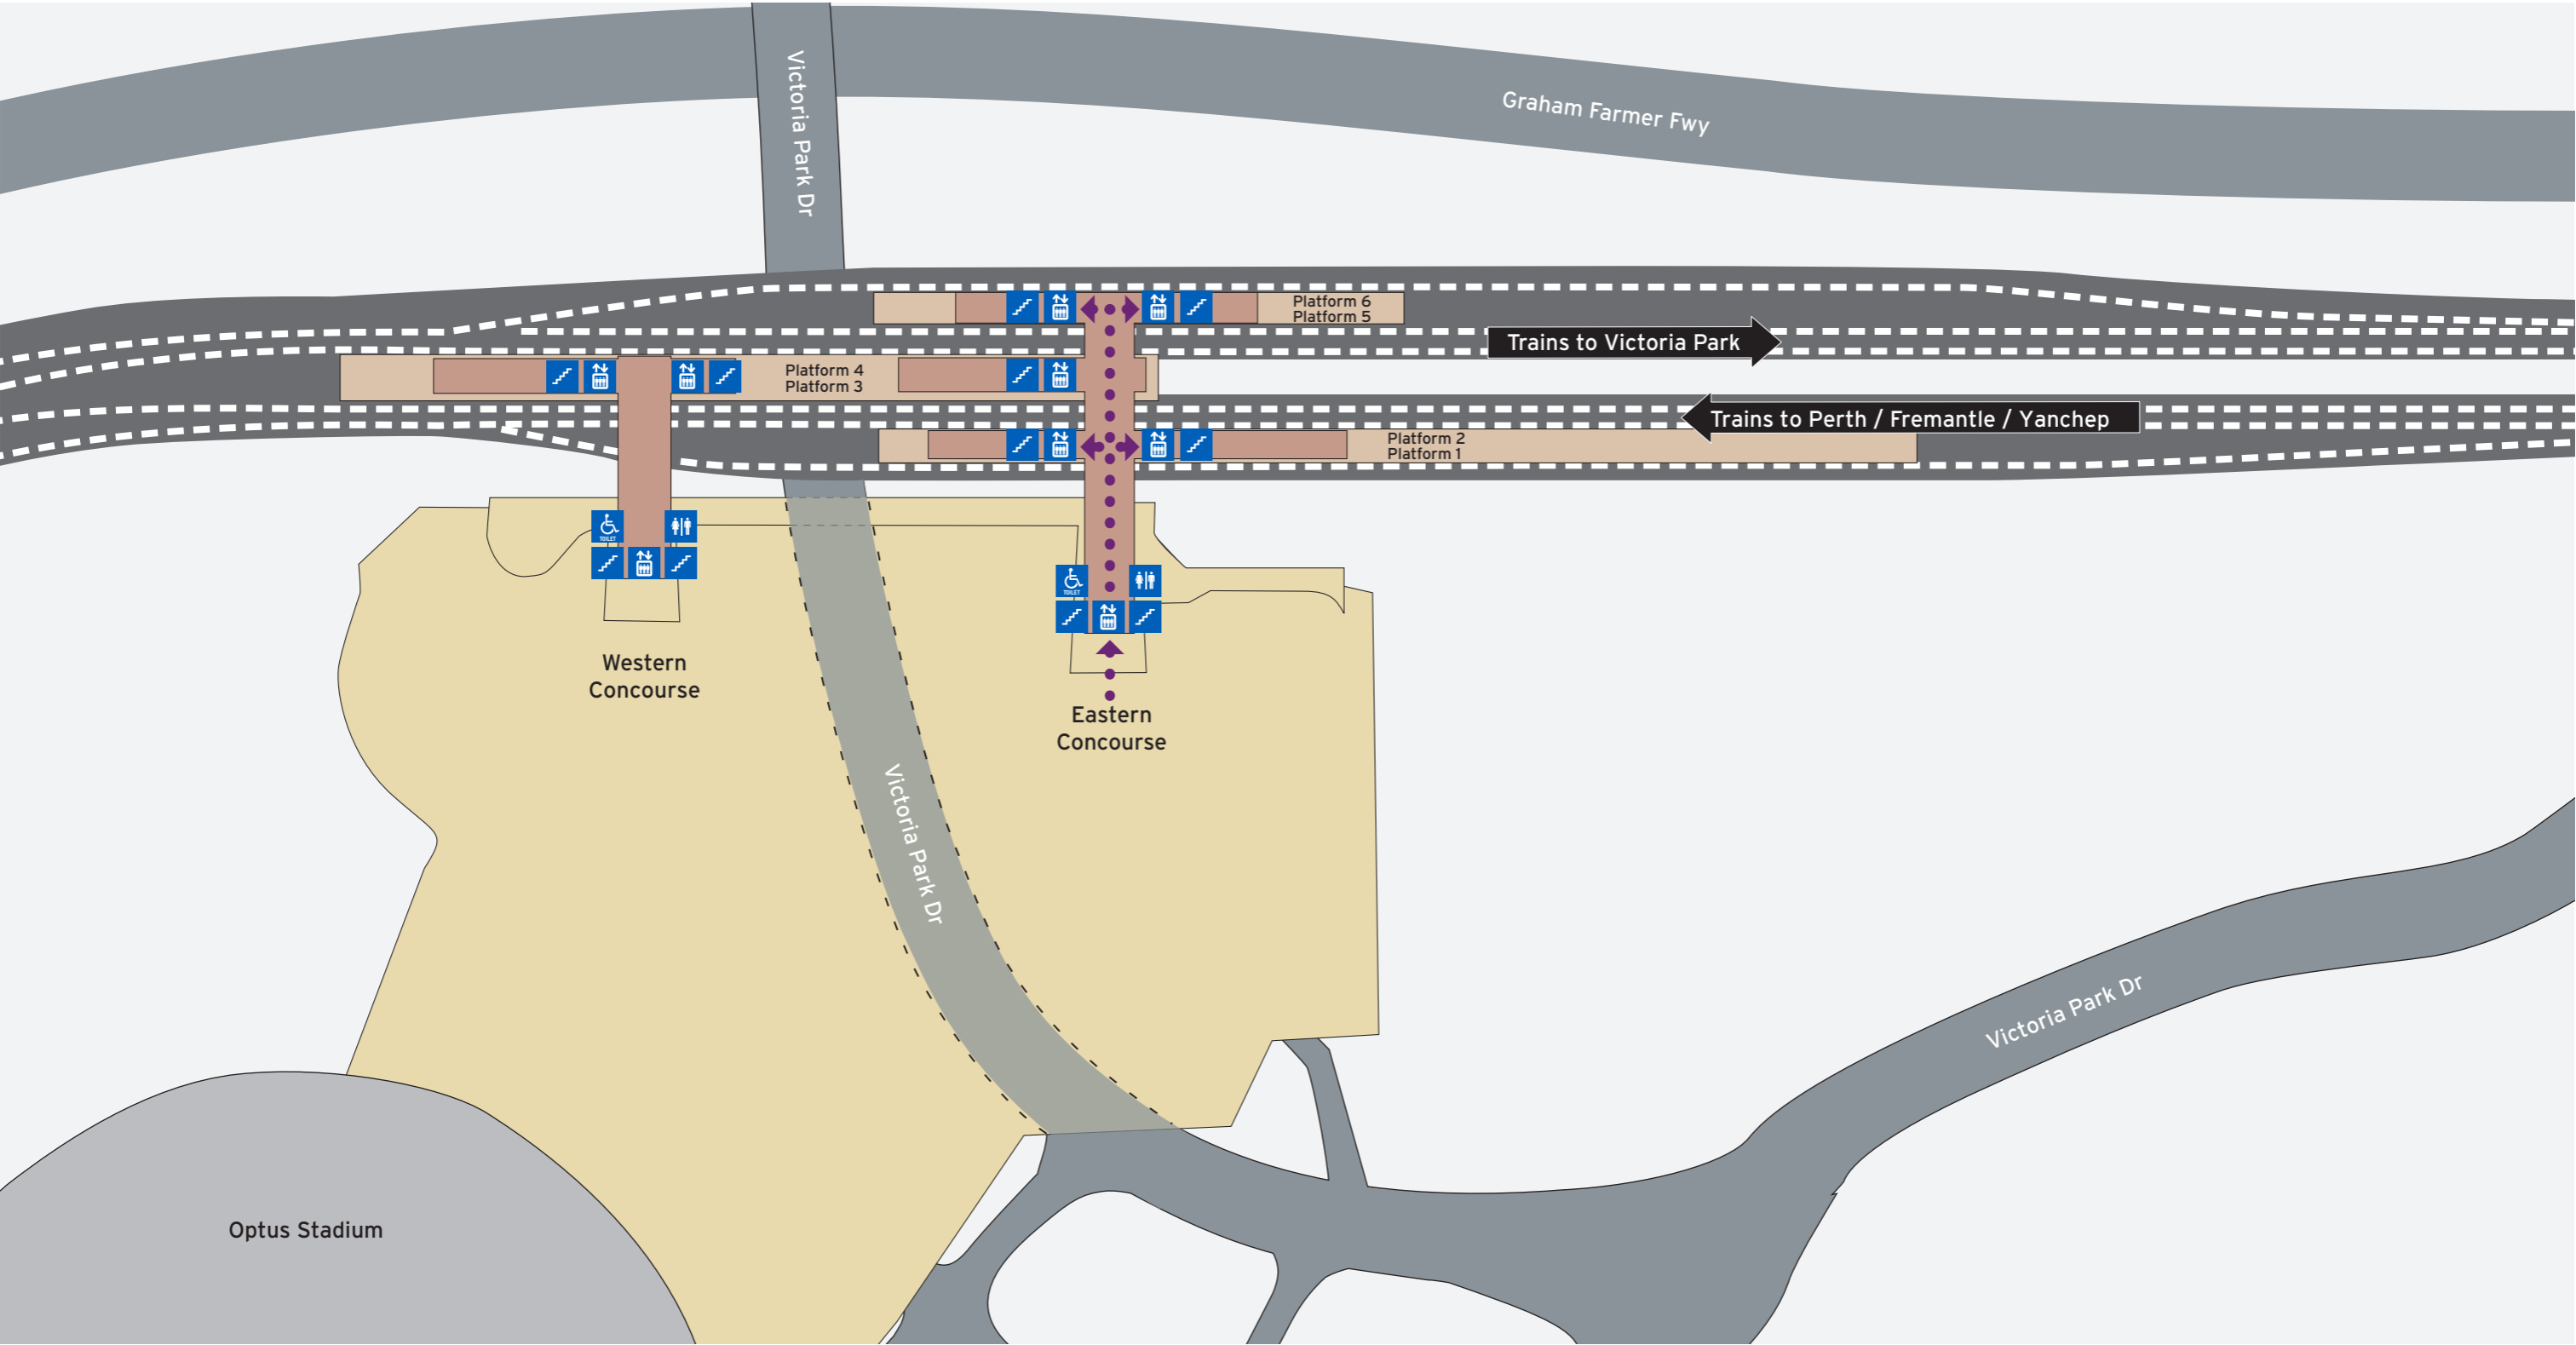 Victoria Park Dr
Graham Farmer Fwy
Platform 6
Platform 5
Trains to Victoria Park
Platform 4
Platform 3
Trains to Perth / Fremantle / Yanchep
Platform 2
Platform 1
TOILET
TOILET
Western
Concourse
Eastern
Concourse
Victoria Park Dr
Victoria Park Dr
Optus Stadium